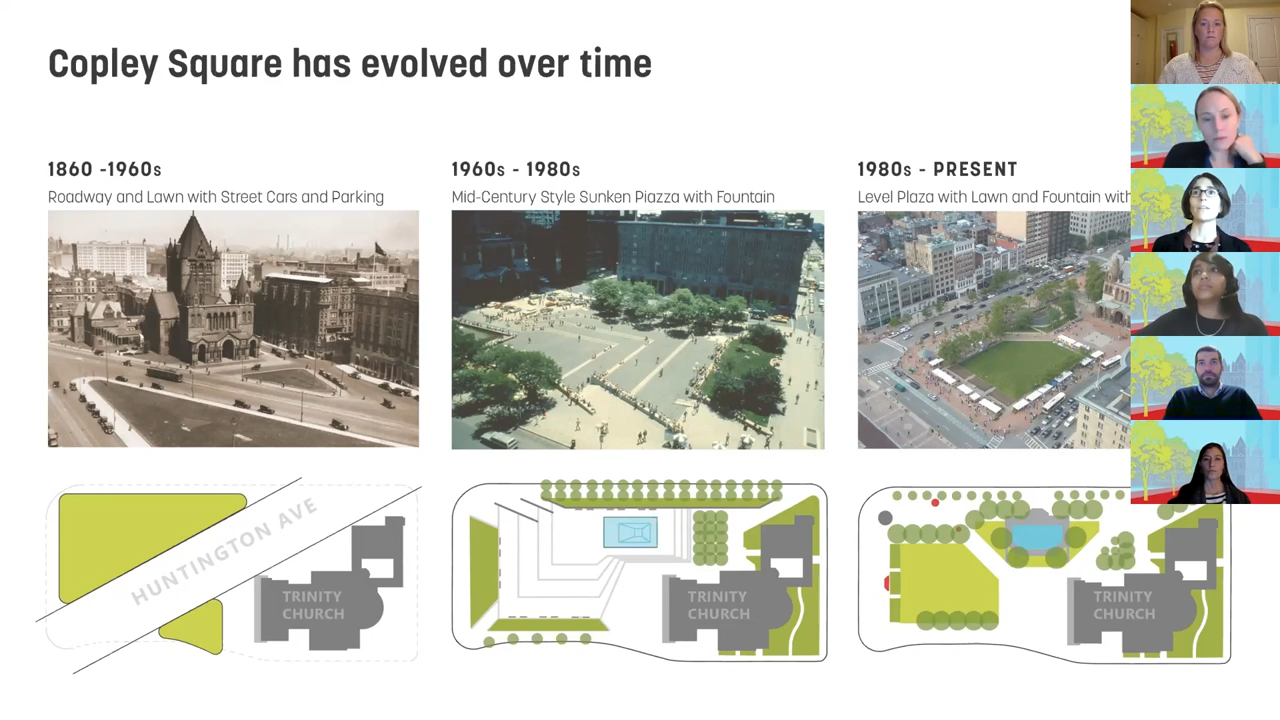 Copley Square has evolved over time
1860 -1960s
Roadway and Lawn with Street Cars and Parking
1960s - 1980s
Mid-Century Style Sunken Piazza with Fountain
1980s - PRESENT
Level Plaza with Lawn and Fountain with
HUNTINGTON AVE
TRINITY
CHURCH
TRINITY
CHURCH
TRINITY
CHURCH